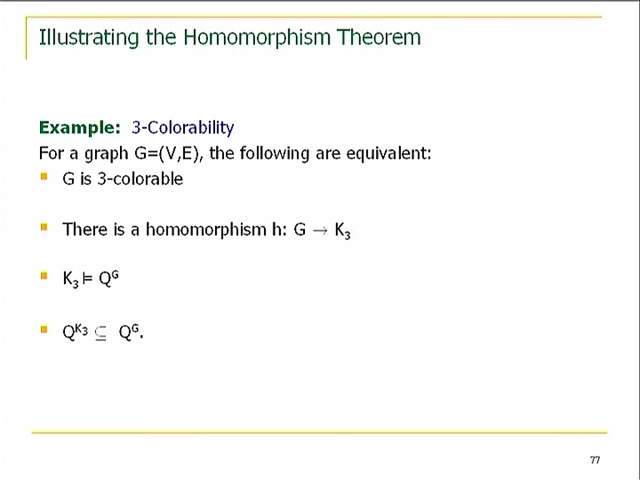 Illustrating the Homomorphism Theorem
Example: 3-Colorability
For a graph G=(V,E), the following are equivalent:
▪ G is 3-colorable
▪ There is a homomorphism h: G → K₃
▪ K₃ ⊨ Qᴳ
▪ Qᴷ³ ⊆ Qᴳ.
77